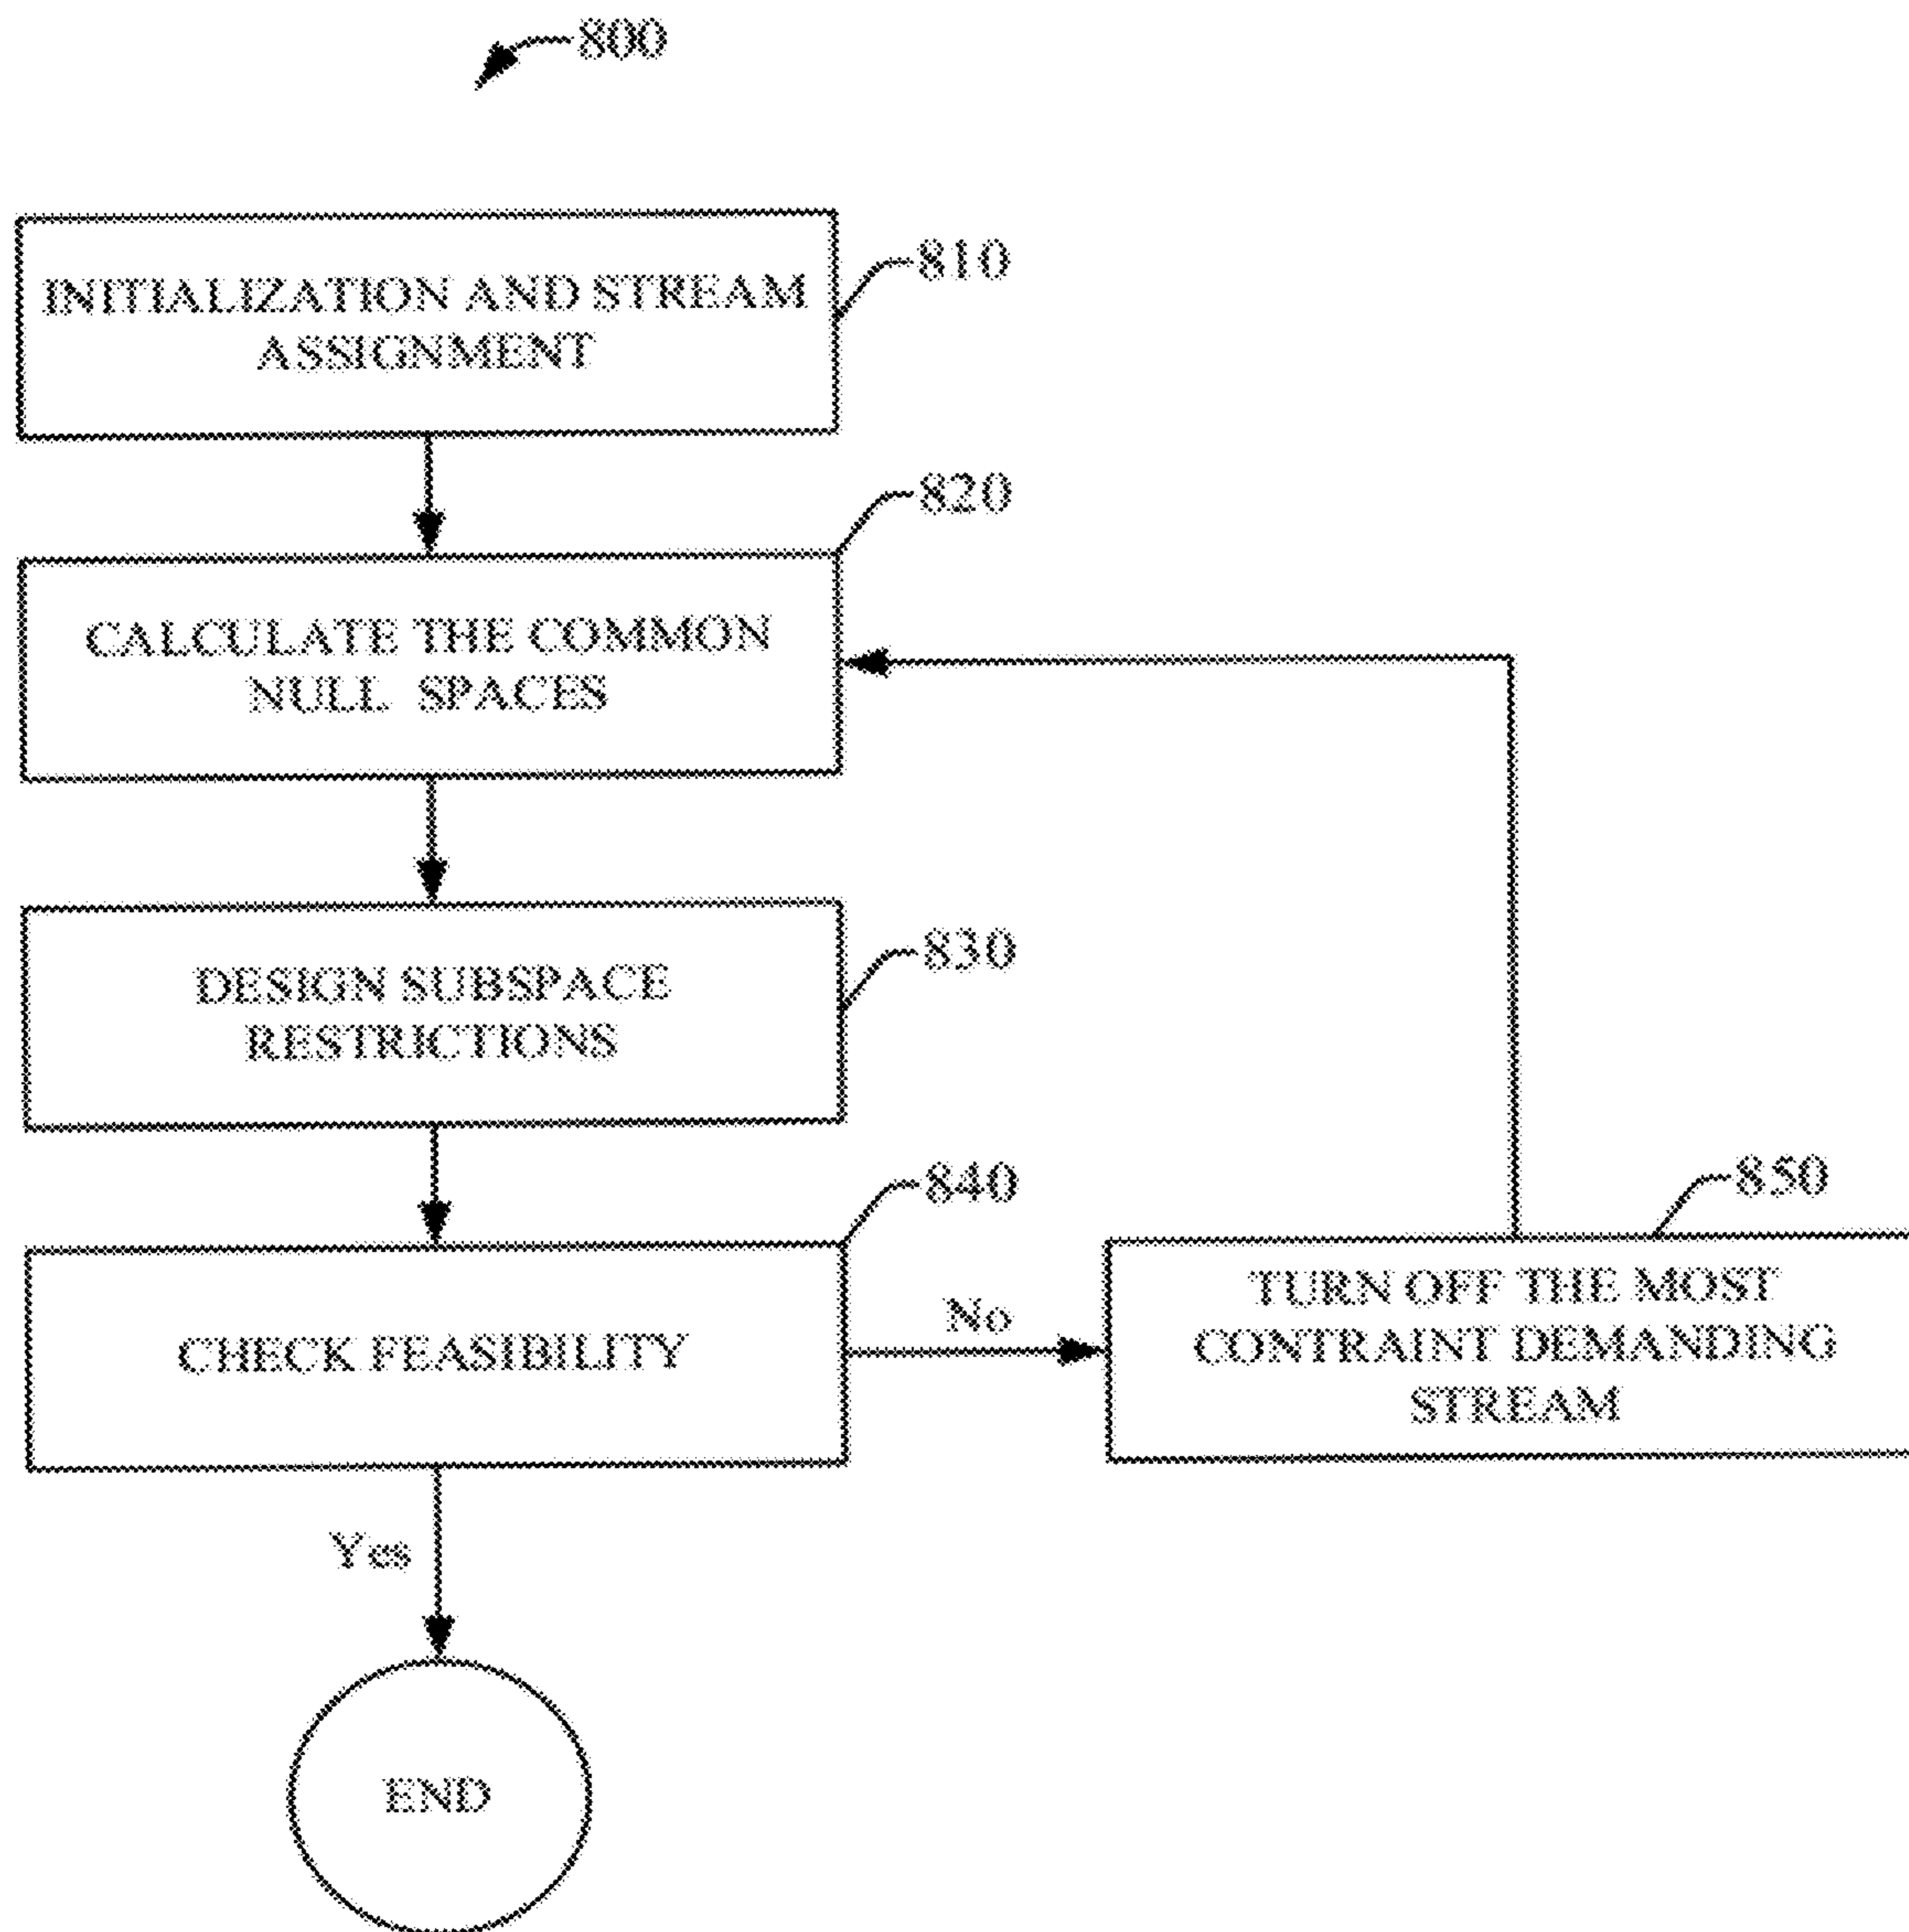 800
INITIALIZATION AND STREAM
ASSIGNMENT
810
CALCULATE THE COMMON
NULL SPACES
820
DESIGN SUBSPACE
RESTRICTIONS
830
CHECK FEASIBILITY
840
No
TURN OFF THE MOST
CONTRAINT DEMANDING
STREAM
850
Yes
END